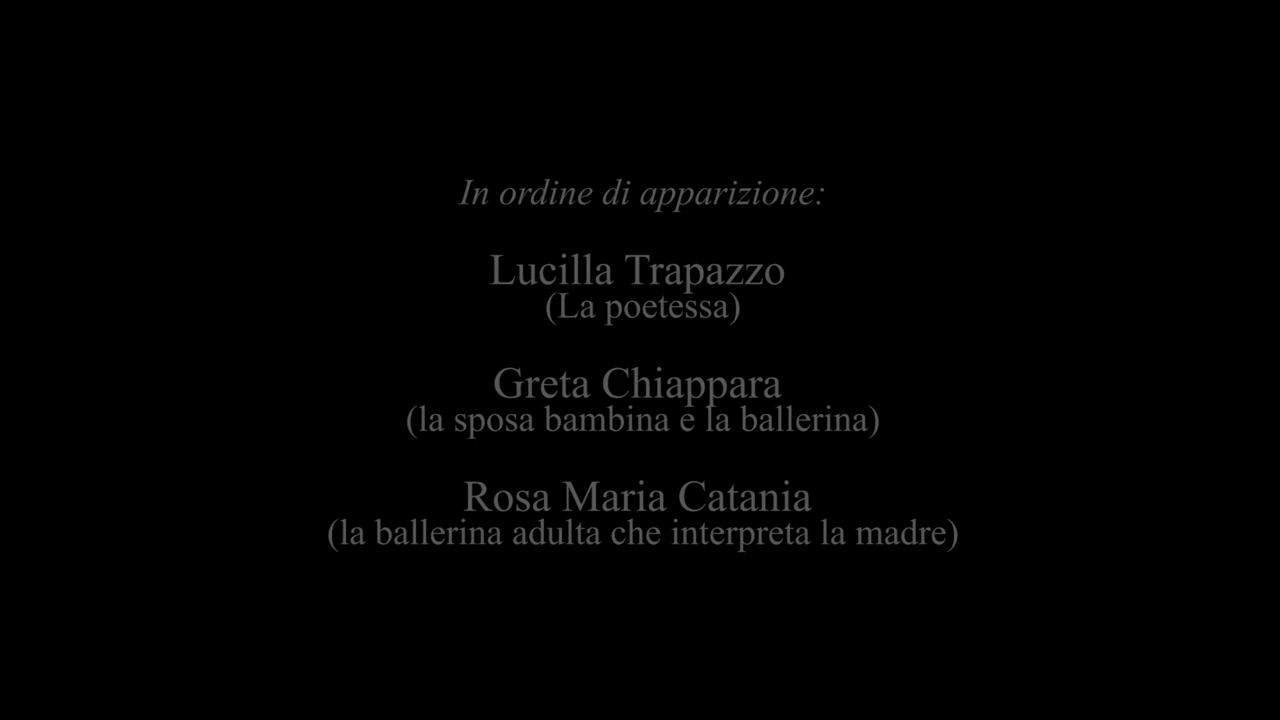 In ordine di apparizione:
Lucilla Trapazzo
(La poetessa)
Greta Chiappara
(la sposa bambina e la ballerina)
Rosa Maria Catania
(la ballerina adulta che interpreta la madre)